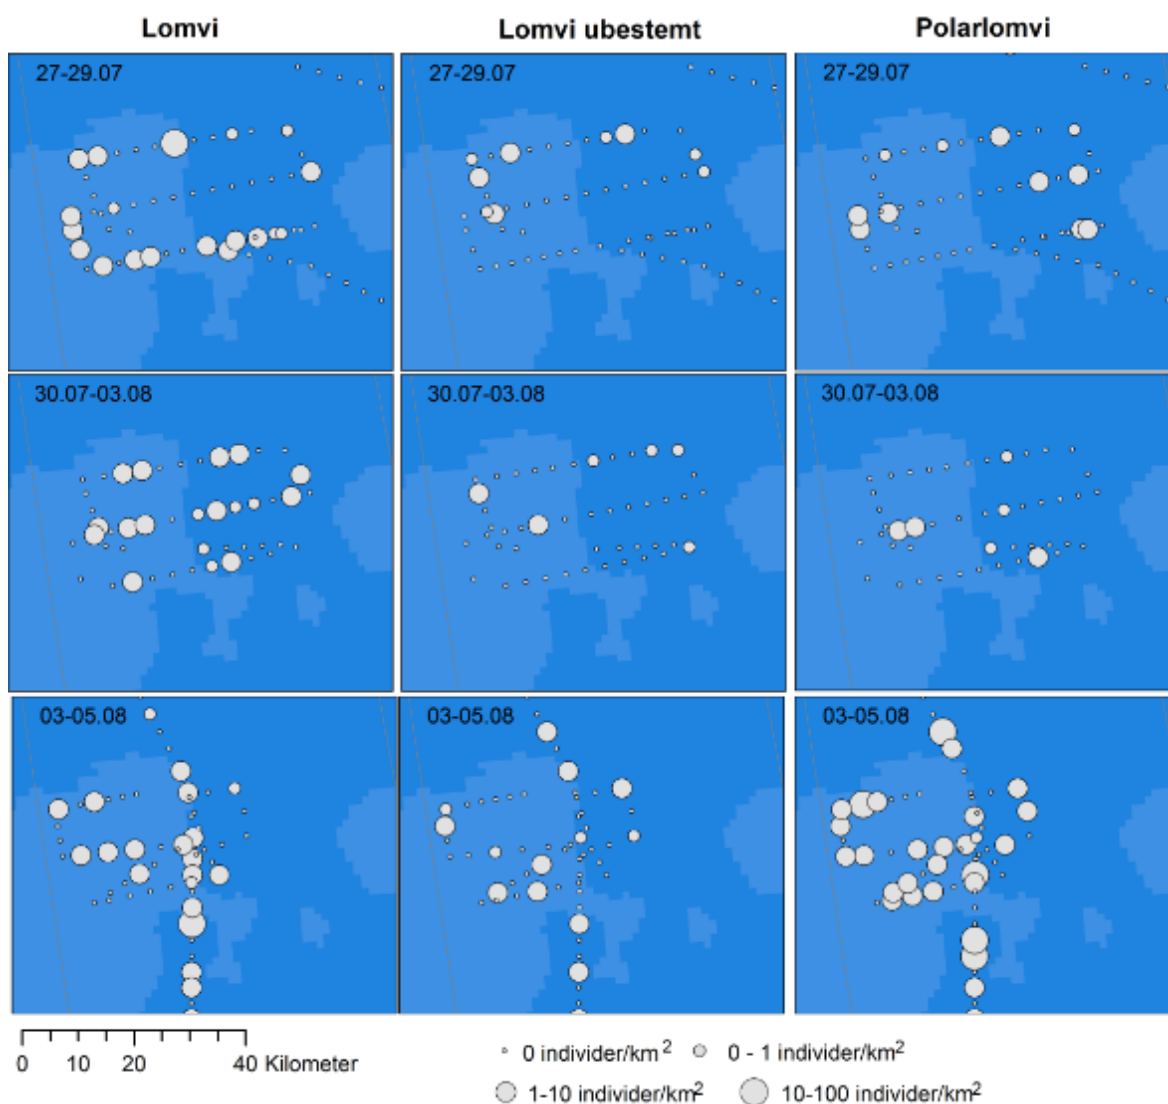 Lomvi Lomvi ubestemt Polarlomvi
27-29.07 27-29.07 27-29.07
30.07-03.08 30.07-03.08 30.07-03.08
03-05.08 03-05.08 03-05.08
0 10 20 40 Kilometer
0 individer/km² 0 - 1 individer/km²
1-10 individer/km² 10-100 individer/km²